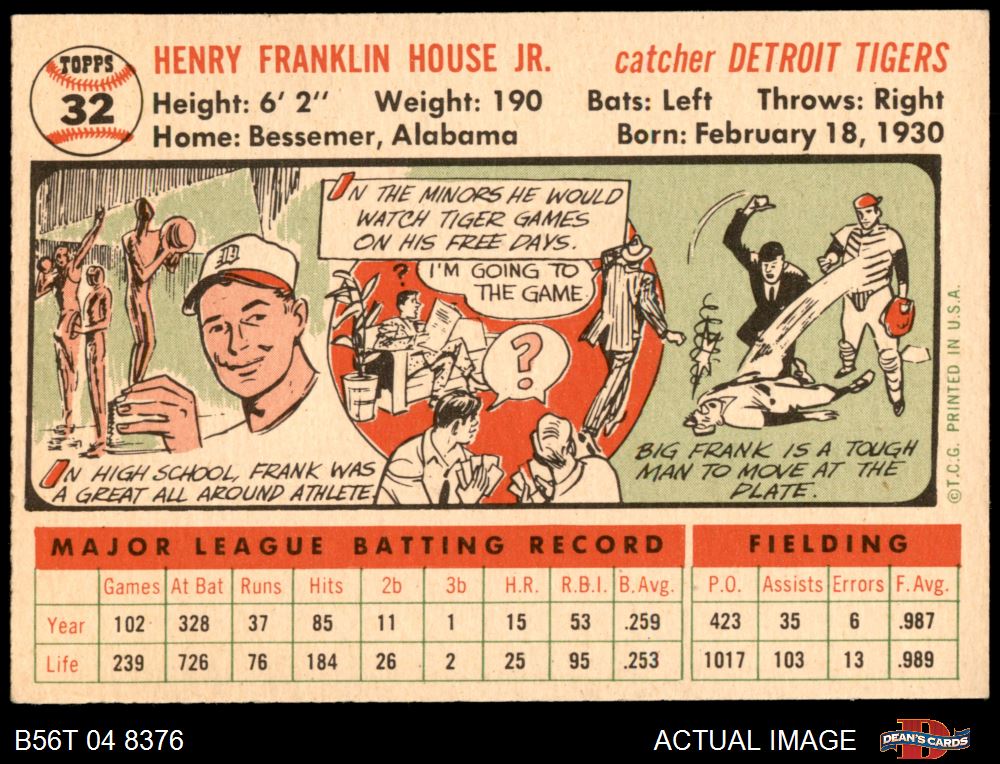 TOPPS
32
HENRY FRANKLIN HOUSE JR. catcher DETROIT TIGERS
Height: 6' 2" Weight: 190 Bats: Left Throws: Right
Home: Bessemer, Alabama Born: February 18, 1930
D
IN HIGH SCHOOL, FRANK WAS
A GREAT ALL AROUND ATHLETE
IN THE MINORS HE WOULD
WATCH TIGER GAMES
ON HIS FREE DAYS.
?
I'M GOING TO
THE GAME
?
BIG FRANK IS A TOUGH
MAN TO MOVE AT THE
PLATE.
© T.C.G. PRINTED IN U.S.A.
MAJOR LEAGUE BATTING RECORD FIELDING
Games At Bat Runs Hits 2b 3b H.R. R.B.I. B.Avg. P.O. Assists Errors F.Avg.
Year 102 328 37 85 11 1 15 53 .259 423 35 6 .987
Life 239 726 76 184 26 2 25 95 .253 1017 103 13 .989
B56T 04 8376 ACTUAL IMAGE DEAN'S CARDS